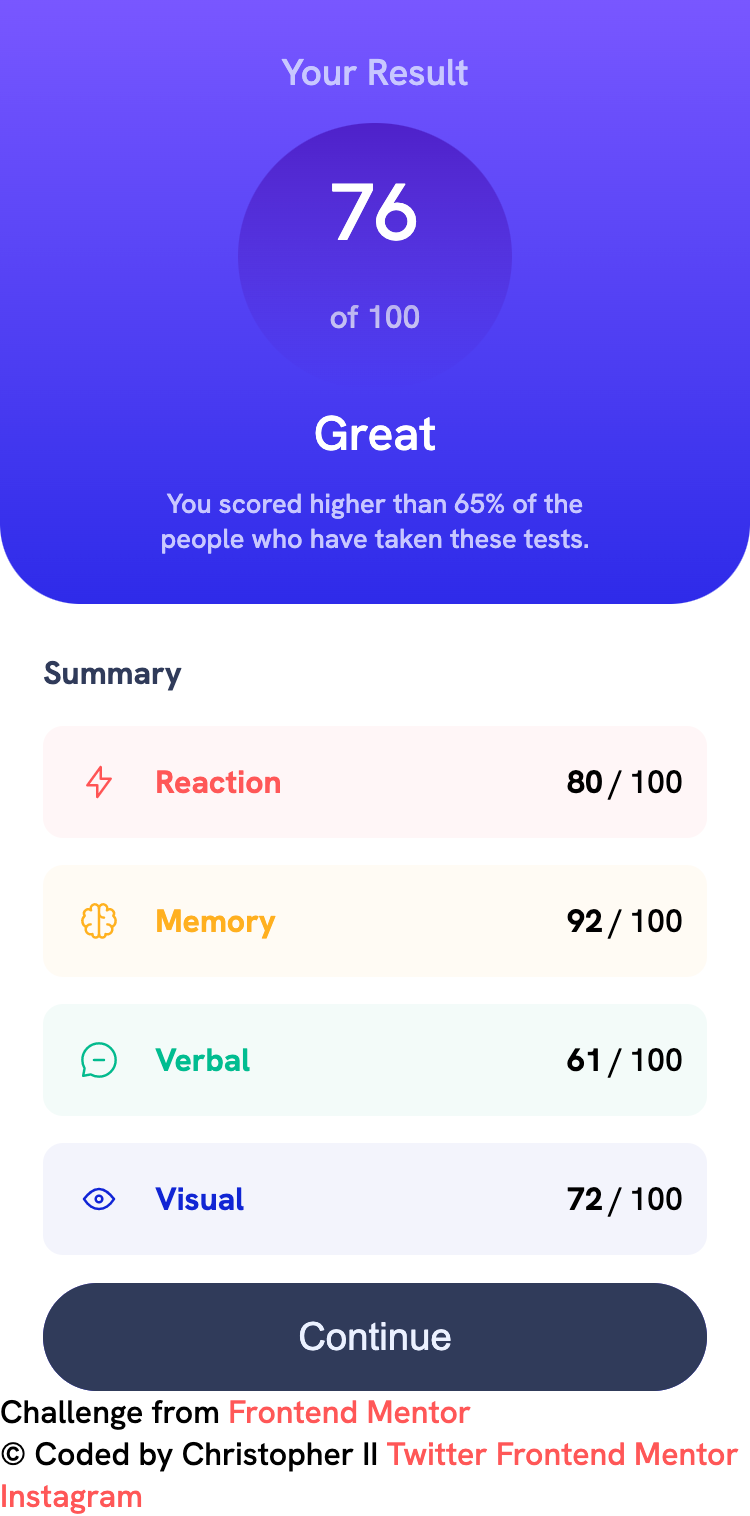 Your Result
76
of 100
Great
You scored higher than 65% of the
people who have taken these tests.
Summary
Reaction 80 / 100
Memory 92 / 100
Verbal 61 / 100
Visual 72 / 100
Continue
Challenge from Frontend Mentor
© Coded by Christopher II Twitter Frontend Mentor
Instagram